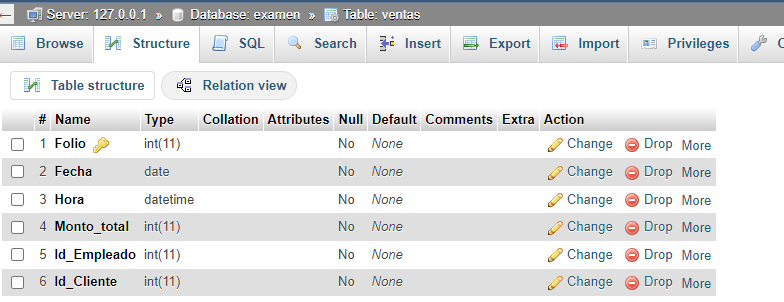 Server: 127.0.0.1 » Database: examen » Table: ventas
Browse Structure SQL Search Insert Export Import Privileges
Table structure Relation view
# Name Type Collation Attributes Null Default Comments Extra Action
1 Folio int(11) No None Change Drop More
2 Fecha date No None Change Drop More
3 Hora datetime No None Change Drop More
4 Monto_total int(11) No None Change Drop More
5 Id_Empleado int(11) No None Change Drop More
6 Id_Cliente int(11) No None Change Drop More